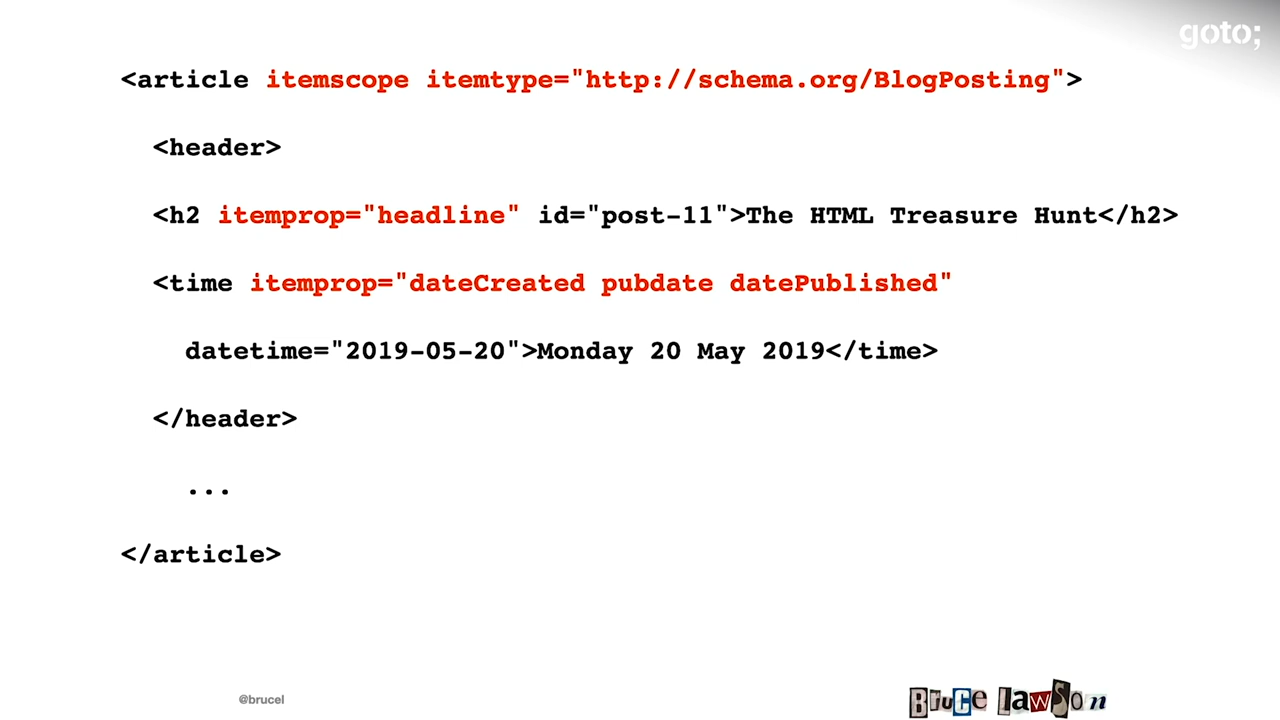 goto;
<article itemscope itemtype="http://schema.org/BlogPosting">
<header>
<h2 itemprop="headline" id="post-11">The HTML Treasure Hunt</h2>
<time itemprop="dateCreated pubdate datePublished"
datetime="2019-05-20">Monday 20 May 2019</time>
</header>
...
</article>
@brucel
Bruce Lawson